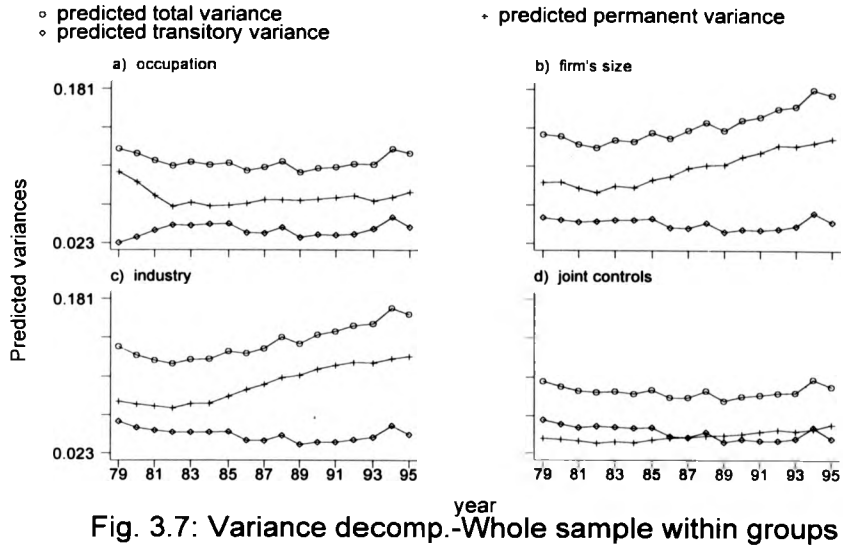 predicted total variance
predicted transitory variance
predicted permanent variance
a) occupation
b) firm's size
0.181
0.023
Predicted variances
c) industry
d) joint controls
0.181
0.023
79 81 83 85 87 89 91 93 95
79 81 83 85 87 89 91 93 95
year
Fig. 3.7: Variance decomp.-Whole sample within groups